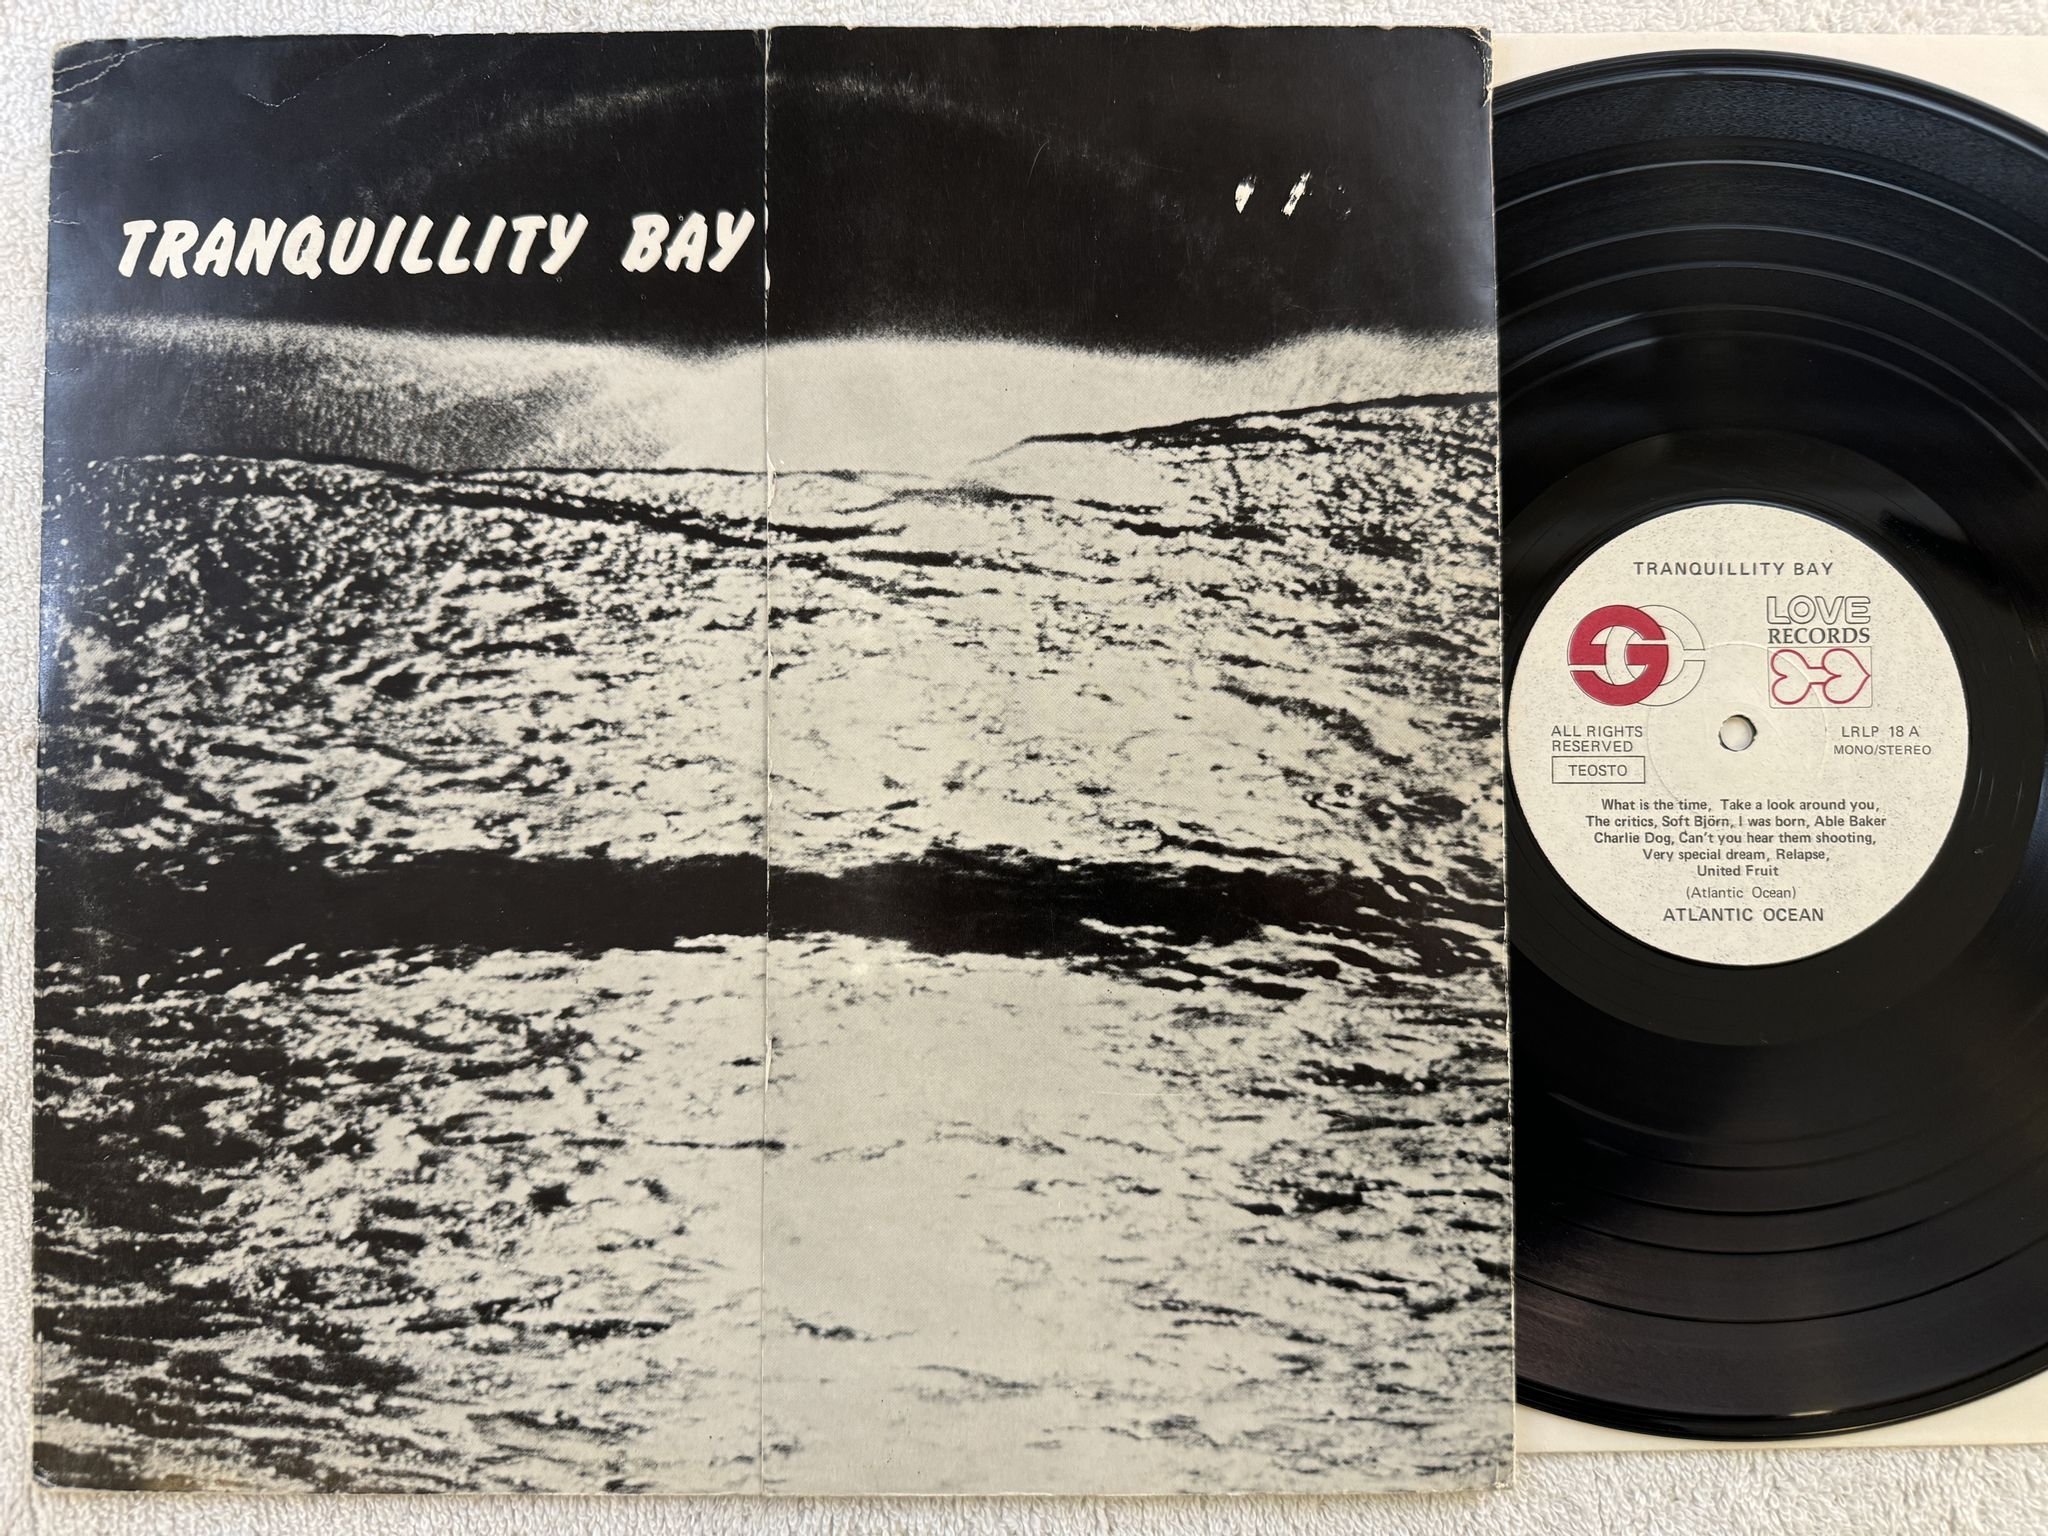 TRANQUILLITY BAY
TRANQUILLITY BAY
LOVE
RECORDS
ALL RIGHTS
RESERVED
TEOSTO
LRLP 18 A
MONO/STEREO
What is the time, Take a look around you,
The critics, Soft Björn, I was born, Able Baker
Charlie Dog, Can't you hear them shooting,
Very special dream, Relapse,
United Fruit
(Atlantic Ocean)
ATLANTIC OCEAN